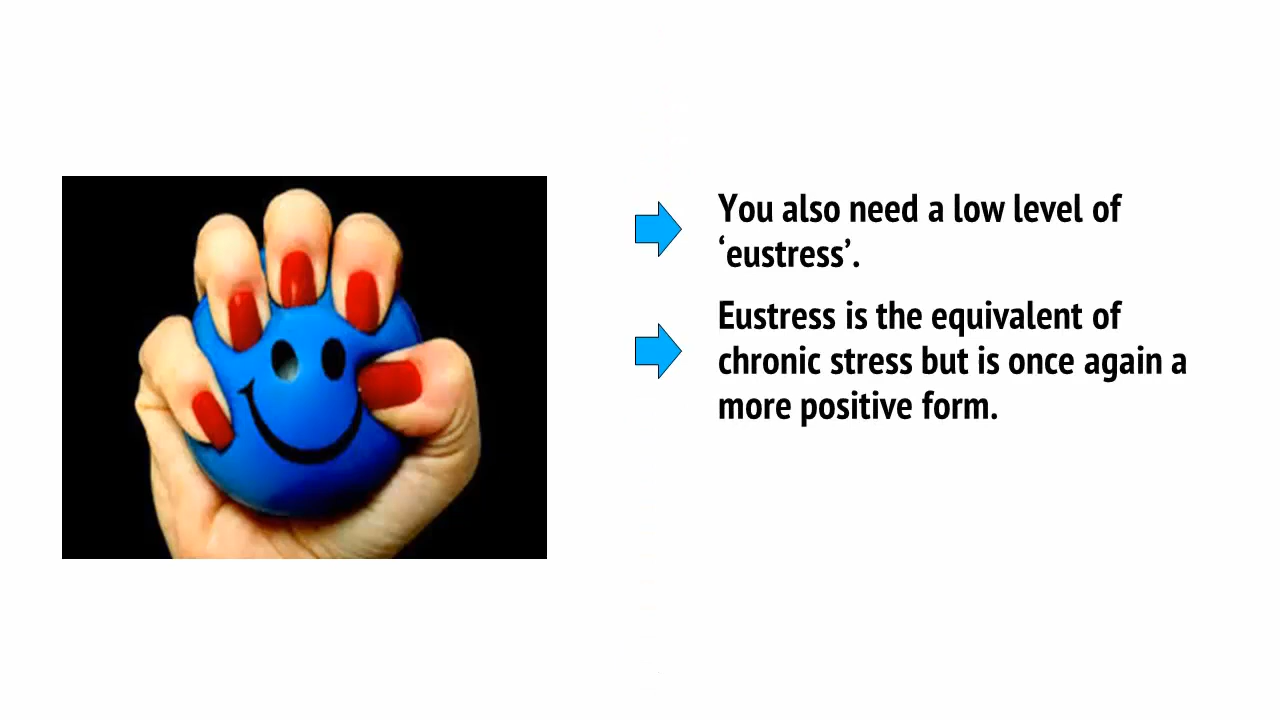 You also need a low level of
‘eustress’.
Eustress is the equivalent of
chronic stress but is once again a
more positive form.